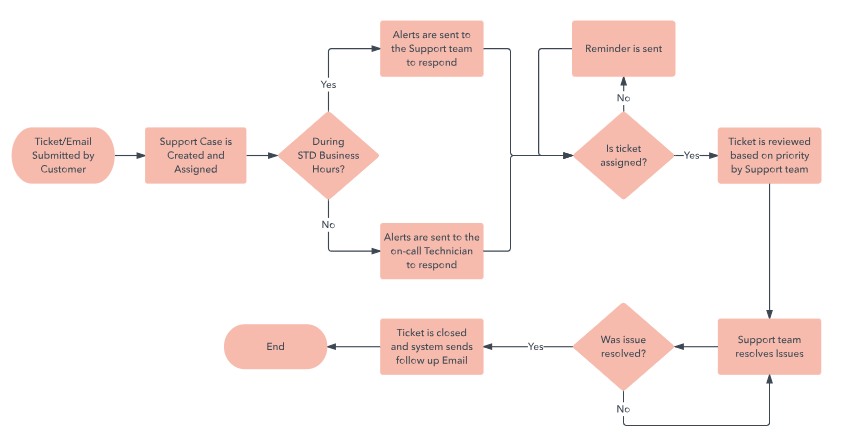 Ticket/Email
Submitted by
Customer
Support Case is
Created and
Assigned
During
STD Business
Hours?
Yes
Alerts are sent to
the Support team
to respond
No
Alerts are sent to the
on-call Technician
to respond
Is ticket
assigned?
No
Reminder is sent
Yes
Ticket is reviewed
based on priority
by Support team
Support team
resolves Issues
Was issue
resolved?
No
Yes
Ticket is closed
and system sends
follow up Email
End